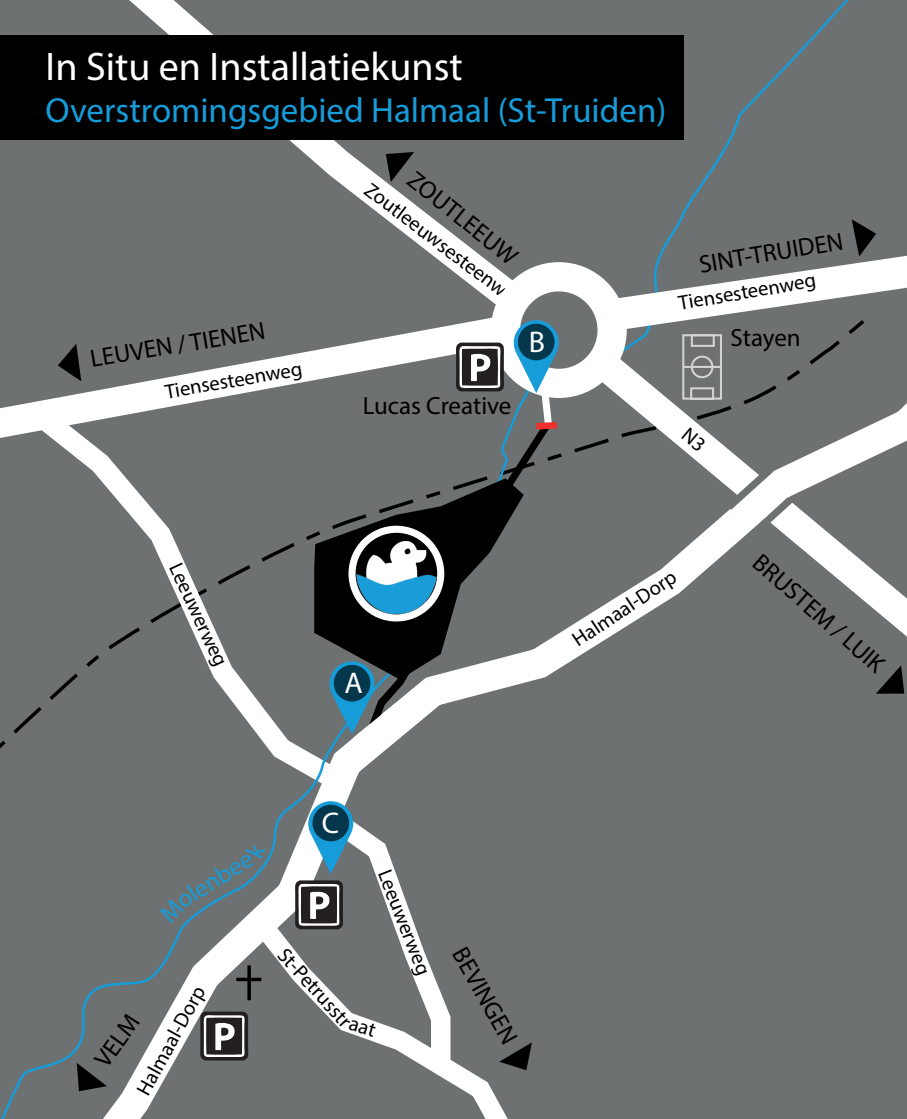 In Situ en Installatiekunst
Overstromingsgebied Halmaal (St-Truiden)
ZOUTLEEUW
Zoutleeuwsesteenw
SINT-TRUIDEN
Tiensesteenweg
LEUVEN / TIENEN
Tiensesteenweg
B
P
Stayen
Lucas Creative
N3
Leeuwerweg
Halmaal-Dorp
BRUSTEM / LUIK
A
C
Molenbeek
P
Leeuwerweg
St-Petrusstraat
BEVINGEN
P
VELM
Halmaal-Dorp